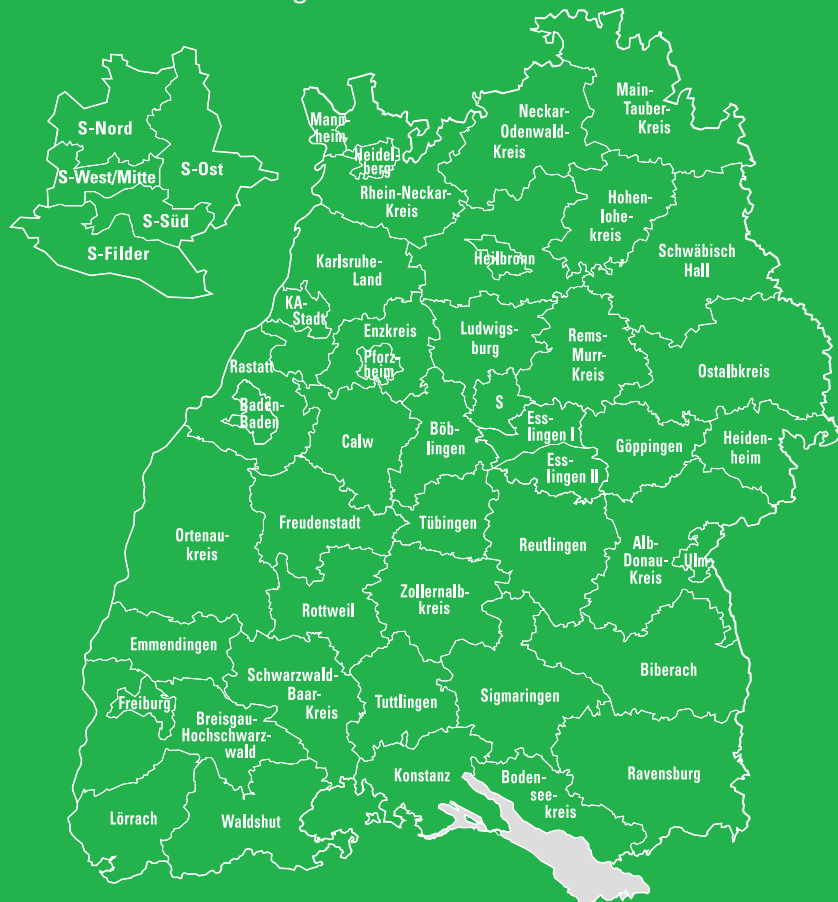 S-Nord
S-West/Mitte
S-Ost
S-Süd
S-Filder
Mann-
heim
Heidel-
berg
Rhein-Neckar-
Kreis
Neckar-
Odenwald-
Kreis
Main-
Tauber-
Kreis
Hohen-
lohe-
kreis
Schwäbisch
Hall
Heilbronn
Karlsruhe-
Land
KA-
Stadt
Enzkreis
Pforz-
heim
Ludwigs-
burg
Rems-
Murr-
Kreis
Ostalbkreis
Rastatt
Baden-
Baden
Calw
Böb-
lingen
S
Ess-
lingen I
Ess-
lingen II
Göppingen
Heiden-
heim
Ortenau-
kreis
Freudenstadt
Tübingen
Reutlingen
Alb-
Donau-
Kreis
Ulm
Rottweil
Zollernalb-
kreis
Emmendingen
Schwarzwald-
Baar-
Kreis
Tuttlingen
Sigmaringen
Biberach
Freiburg
Breisgau-
Hochschwarz-
wald
Lörrach
Waldshut
Konstanz
Boden-
see-
kreis
Ravensburg